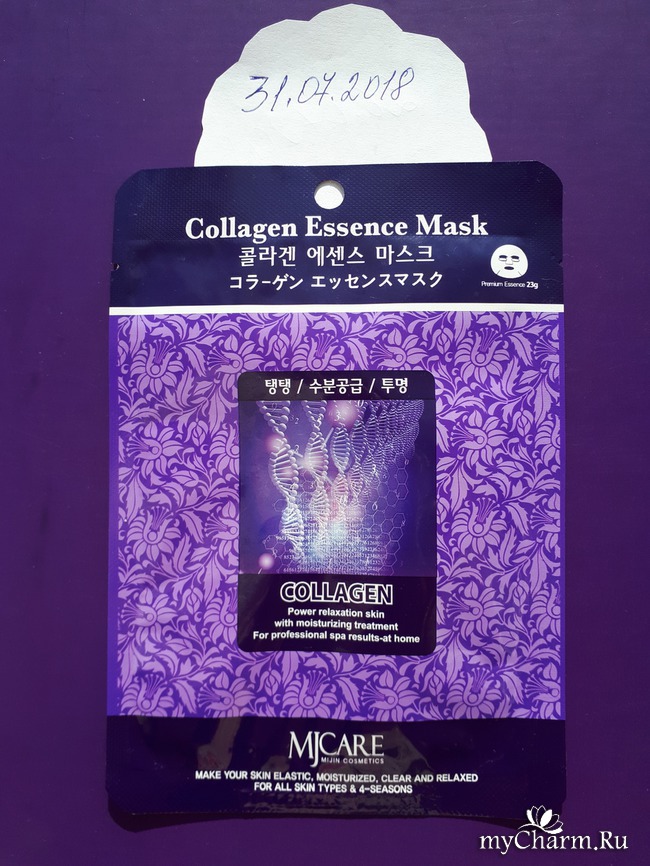 31.07.2018
Collagen Essence Mask
콜라겐 에센스 마스크
コラーゲン エッセンスマスク
Premium Essence 23g
탱탱 / 수분공급 / 투명
COLLAGEN
Power relaxation skin
with moisturizing treatment
For professional spa results-at home
MJCARE
MIJIN COSMETICS
MAKE YOUR SKIN ELASTIC, MOISTURIZED, CLEAR AND RELAXED
FOR ALL SKIN TYPES & 4-SEASONS
myCharm.Ru